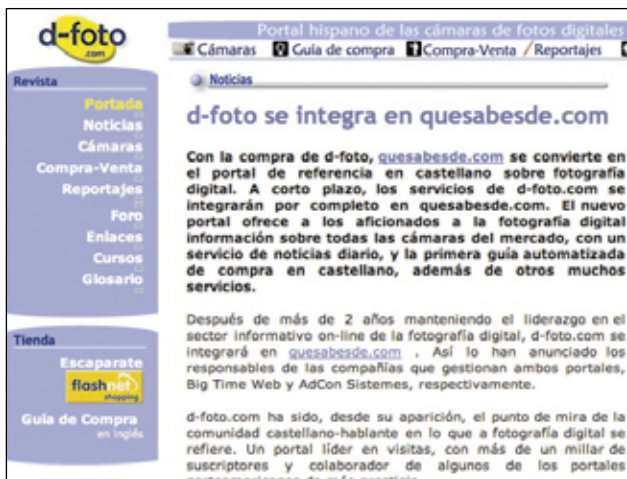 d-foto
.com
Portal hispano de las cámaras de fotos digitales
Cámaras Guía de compra Compra-Venta Reportajes
Revista
Portada
Noticias
Cámaras
Compra-Venta
Reportajes
Foro
Enlaces
Cursos
Glosario
Tienda
Escaparate
flashnet
shopping
Guía de Compra
en inglés
Noticias
d-foto se integra en quesabesde.com
Con la compra de d-foto, quesabesde.com se convierte en
el portal de referencia en castellano sobre fotografía
digital. A corto plazo, los servicios de d-foto.com se
integrarán por completo en quesabesde.com. El nuevo
portal ofrece a los aficionados a la fotografía digital
información sobre todas las cámaras del mercado, con un
servicio de noticias diario, y la primera guía automatizada
de compra en castellano, además de otros muchos
servicios.
Después de más de 2 años manteniendo el liderazgo en el
sector informativo on-line de la fotografía digital, d-foto.com se
integrará en quesabesde.com . Así lo han anunciado los
responsables de las compañías que gestionan ambos portales,
Big Time Web y AdCon Sistemes, respectivamente.
d-foto.com ha sido, desde su aparición, el punto de mira de la
comunidad castellano-hablante en lo que a fotografía digital se
refiere. Un portal líder en visitas, con más de un millar de
suscriptores y colaborador de algunos de los portales